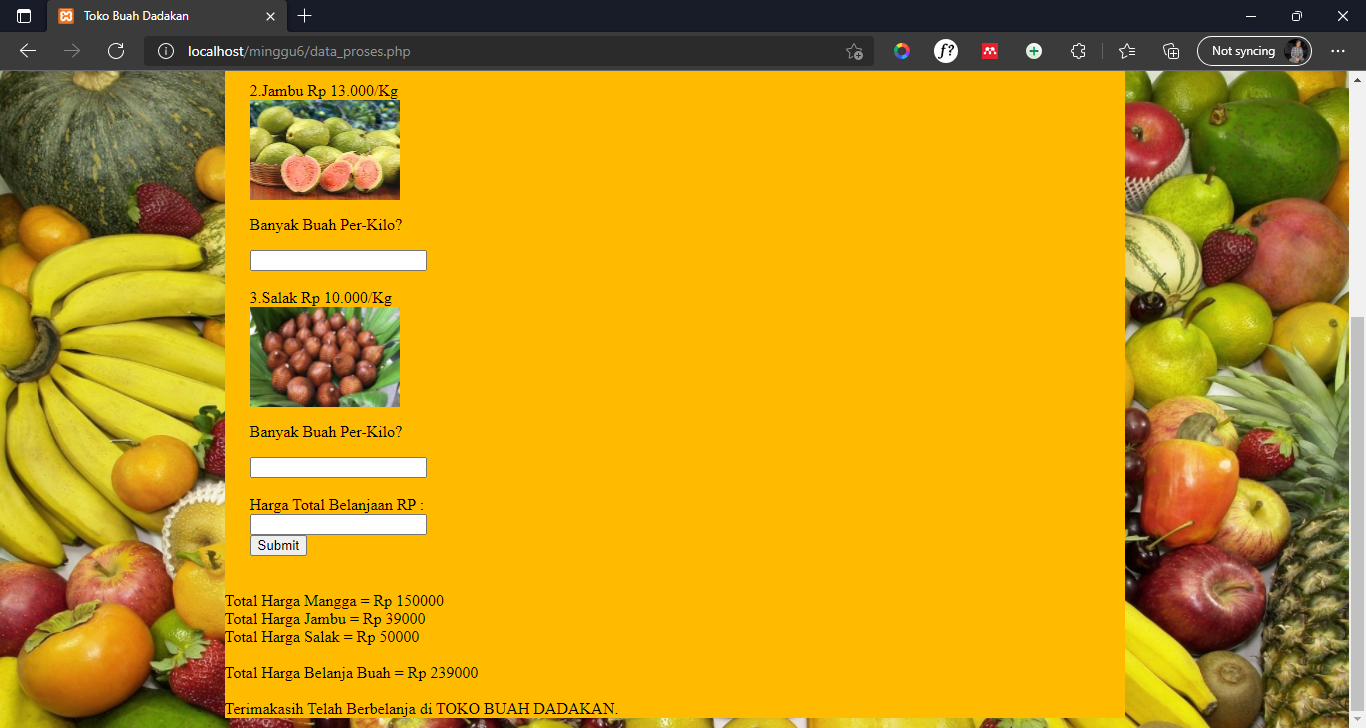 Toko Buah Dadakan
localhost/minggu6/data_proses.php
f?
Not syncing
2.Jambu Rp 13.000/Kg
Banyak Buah Per-Kilo?
3.Salak Rp 10.000/Kg
Banyak Buah Per-Kilo?
Harga Total Belanjaan RP :
Submit
Total Harga Mangga = Rp 150000
Total Harga Jambu = Rp 39000
Total Harga Salak = Rp 50000
Total Harga Belanja Buah = Rp 239000
Terimakasih Telah Berbelanja di TOKO BUAH DADAKAN.